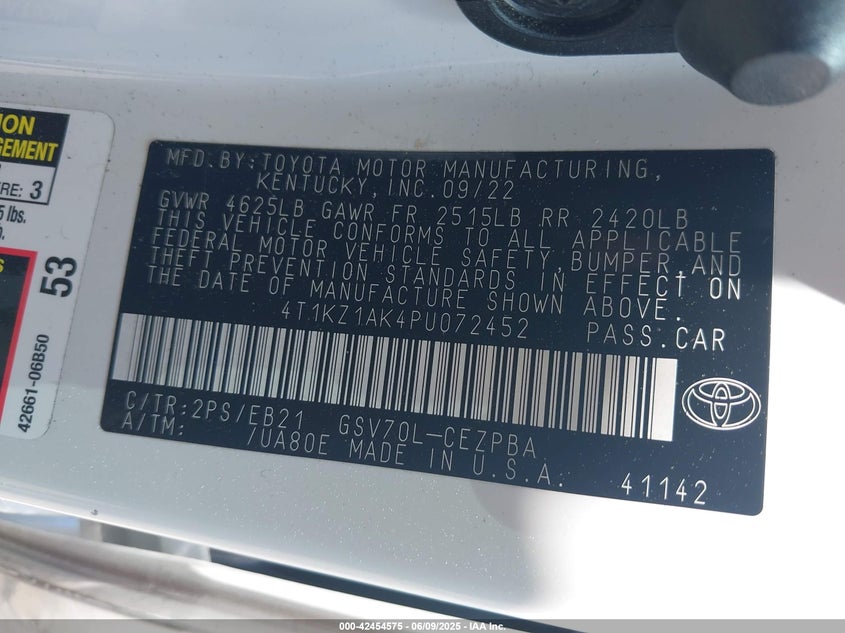 ION
GEMENT
ERE: 3
5 lbs.
53
42661-06B50
MFD. BY: TOYOTA MOTOR MANUFACTURING,
KENTUCKY, INC. 09/22
GVWR 4625LB GAWR FR 2515LB RR 2420LB
THIS VEHICLE CONFORMS TO ALL APPLICABLE
FEDERAL MOTOR VEHICLE SAFETY, BUMPER, AND
THEFT PREVENTION STANDARDS IN EFFECT ON
THE DATE OF MANUFACTURE SHOWN ABOVE.
4T1KZ1AK4PU072452 PASS. CAR
C/TR: 2PS/EB21 GSV70L-CEZPBA
A/TM: /UA80E MADE IN U.S.A.
41142
000-42454575 - 06/09/2025 - IAA Inc.